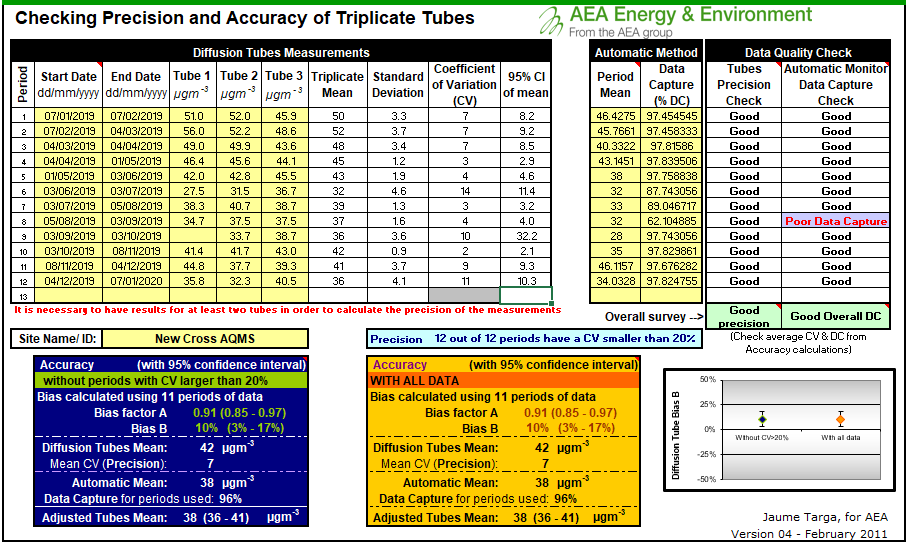 Checking Precision and Accuracy of Triplicate Tubes
AEA Energy & Environment
From the AEA group
Diffusion Tubes Measurements
Automatic Method
Data Quality Check
Period
Start Date dd/mm/yyyy
End Date dd/mm/yyyy
Tube 1 µgm⁻³
Tube 2 µgm⁻³
Tube 3 µgm⁻³
Triplicate Mean
Standard Deviation
Coefficient of Variation (CV)
95% CI of mean
Period Mean
Data Capture (% DC)
Tubes Precision Check
Automatic Monitor Data Capture Check
1 07/01/2019 07/02/2019 51.0 52.0 45.9 50 3.3 7 8.2 46.4275 97.454545 Good Good
2 07/02/2019 04/03/2019 56.0 52.2 48.6 52 3.7 7 9.2 45.7661 97.458333 Good Good
3 04/03/2019 04/04/2019 49.0 49.9 43.6 48 3.4 7 8.5 40.3322 97.81586 Good Good
4 04/04/2019 01/05/2019 46.4 45.6 44.1 45 1.2 3 2.9 43.1451 97.839506 Good Good
5 01/05/2019 03/06/2019 42.0 42.8 45.5 43 1.9 4 4.6 38 97.758838 Good Good
6 03/06/2019 03/07/2019 27.5 31.5 36.7 32 4.6 14 11.4 32 87.743056 Good Good
7 03/07/2019 05/08/2019 38.3 40.7 38.7 39 1.3 3 3.2 33 89.046717 Good Good
8 05/08/2019 03/09/2019 34.7 37.5 37.5 37 1.6 4 4.0 32 62.104885 Good Poor Data Capture
9 03/09/2019 03/10/2019 33.7 38.7 36 3.6 10 32.2 28 97.743056 Good Good
10 03/10/2019 08/11/2019 41.4 41.7 43.0 42 0.9 2 2.1 35 97.829861 Good Good
11 08/11/2019 04/12/2019 44.8 37.7 39.3 41 3.7 9 9.3 46.1157 97.676282 Good Good
12 04/12/2019 07/01/2020 35.8 32.3 40.5 36 4.1 11 10.3 34.0328 97.824755 Good Good
13
It is necessary to have results for at least two tubes in order to calculate the precision of the measurements
Overall survey -->
Good precision
Good Overall DC
Site Name/ ID: New Cross AQMS
Precision 12 out of 12 periods have a CV smaller than 20%
(Check average CV & DC from
Accuracy calculations)
Accuracy (with 95% confidence interval)
without periods with CV larger than 20%
Bias calculated using 11 periods of data
Bias factor A 0.91 (0.85 - 0.97)
Bias B 10% (3% - 17%)
Diffusion Tubes Mean: 42 µgm⁻³
Mean CV (Precision): 7
Automatic Mean: 38 µgm⁻³
Data Capture for periods used: 96%
Adjusted Tubes Mean: 38 (36 - 41) µgm⁻³
Accuracy (with 95% confidence interval)
WITH ALL DATA
Bias calculated using 11 periods of data
Bias factor A 0.91 (0.85 - 0.97)
Bias B 10% (3% - 17%)
Diffusion Tubes Mean: 42 µgm⁻³
Mean CV (Precision): 7
Automatic Mean: 38 µgm⁻³
Data Capture for periods used: 96%
Adjusted Tubes Mean: 38 (36 - 41) µgm⁻³
Diffusion Tube Bias B
50%
25%
0%
-25%
-50%
Without CV>20%
With all data
Jaume Targa, for AEA
Version 04 - February 2011